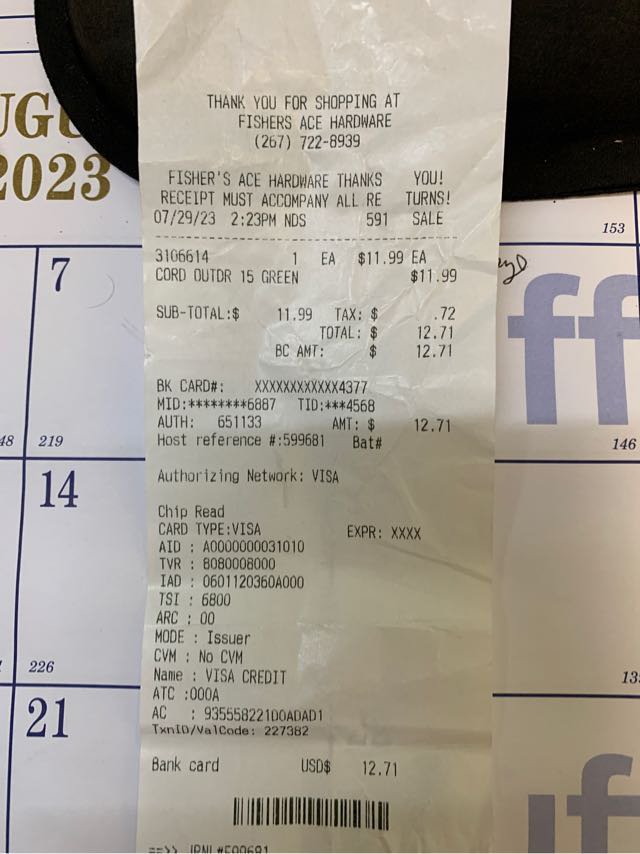 THANK YOU FOR SHOPPING AT
FISHERS ACE HARDWARE
(267) 722-8939
FISHER'S ACE HARDWARE THANKS YOU!
RECEIPT MUST ACCOMPANY ALL RE TURNS!
07/29/23 2:23PM NDS 591 SALE
3106614 1 EA $11.99 EA
CORD OUTDR 15 GREEN $11.99
SUB-TOTAL:$ 11.99 TAX: $ .72
TOTAL: $ 12.71
BC AMT: $ 12.71
BK CARD#: XXXXXXXXXXXX4377
MID:********6887 TID:***4568
AUTH: 651133 AMT: $ 12.71
Host reference #:599681 Bat#
Authorizing Network: VISA
Chip Read
CARD TYPE:VISA EXPR: XXXX
AID : A0000000031010
TVR : 8080008000
IAD : 0601120360A000
TSI : 6800
ARC : 00
MODE : Issuer
CVM : No CVM
Name : VISA CREDIT
ATC :000A
AC : 935558221D0ADAD1
TxnID/ValCode: 227382
Bank card USD$ 12.71
2023
7
219
14
226
21
153
ff
146